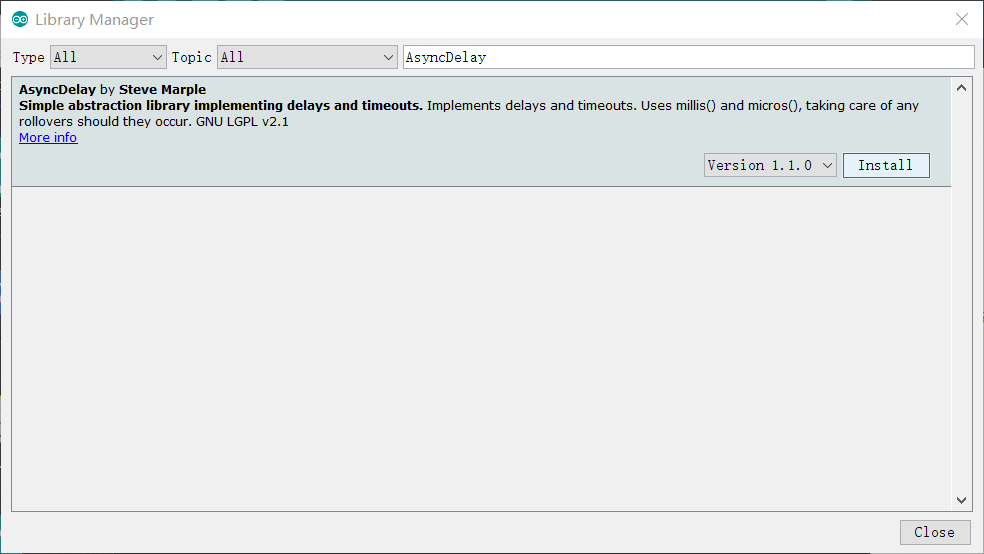 Library Manager
Type All Topic All AsyncDelay
AsyncDelay by Steve Marple
Simple abstraction library implementing delays and timeouts. Implements delays and timeouts. Uses millis() and micros(), taking care of any
rollovers should they occur. GNU LGPL v2.1
More info
Version 1.1.0 Install
Close